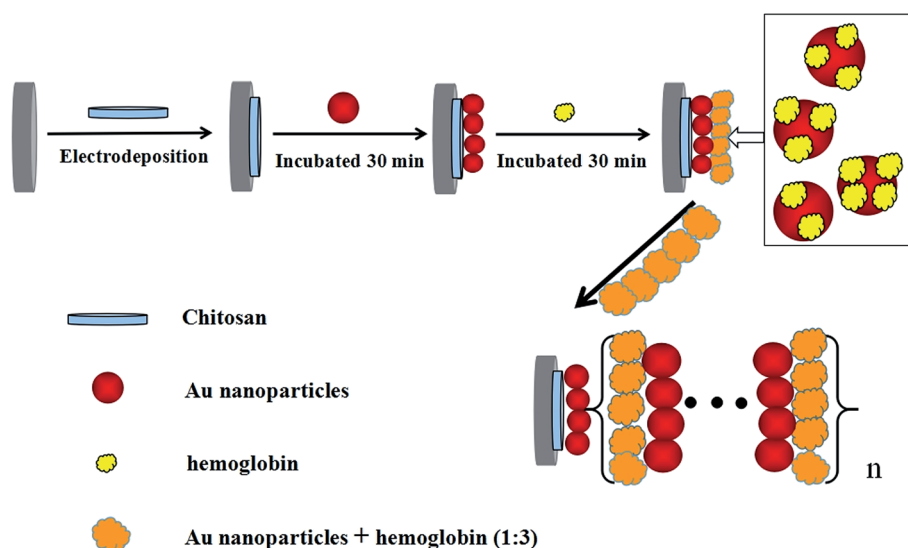 Electrodeposition
Incubated 30 min
Incubated 30 min
Chitosan
Au nanoparticles
hemoglobin
Au nanoparticles + hemoglobin (1:3)
n